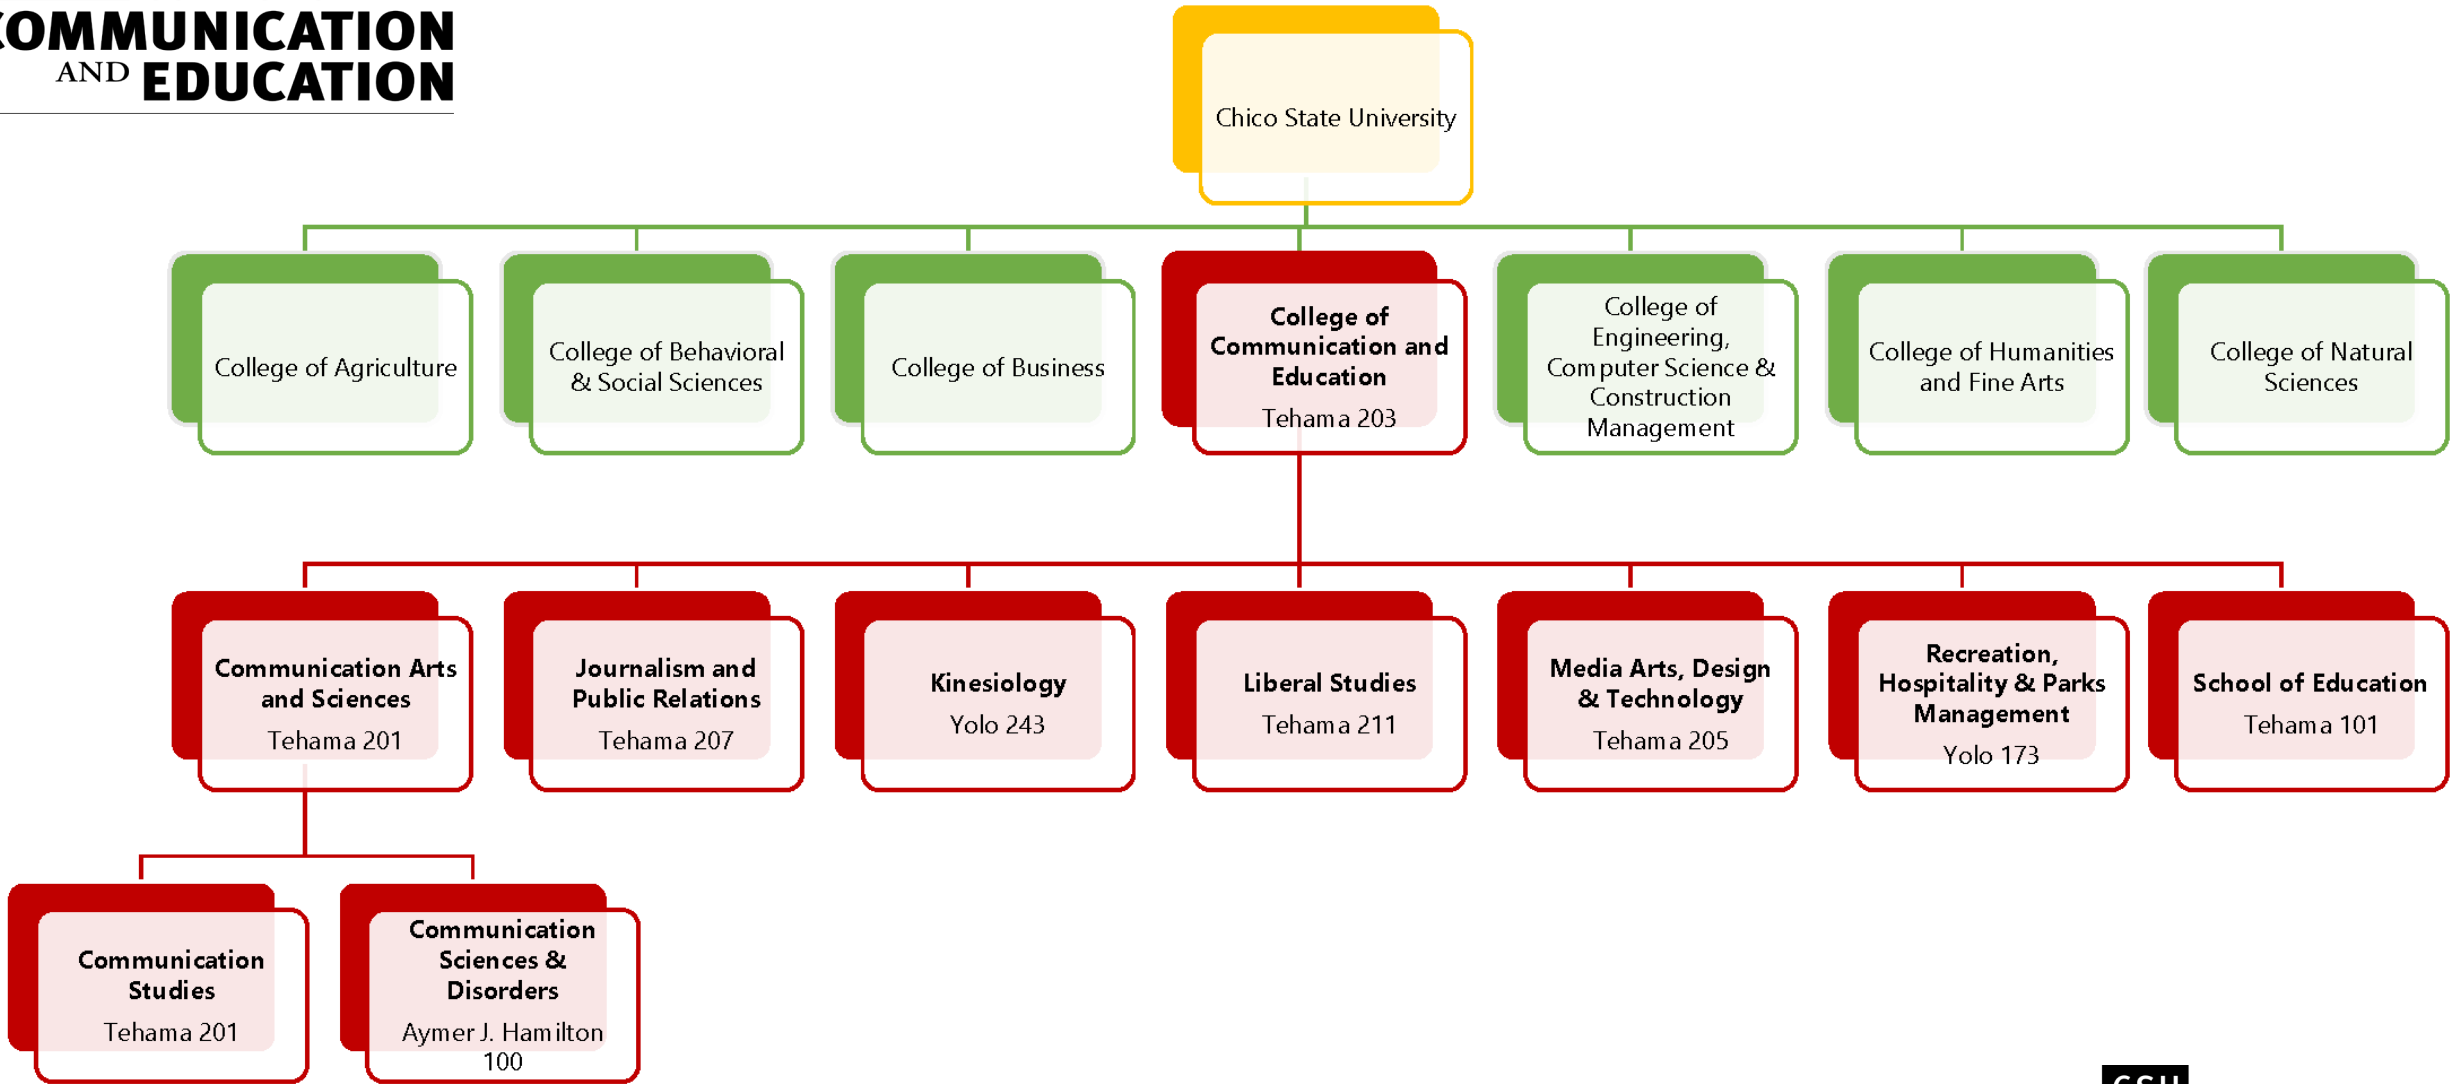 COMMUNICATION
AND EDUCATION
Chico State University
College of Agriculture
College of Behavioral
& Social Sciences
College of Business
College of
Communication and
Education
Tehama 203
College of
Engineering,
Computer Science &
Construction
Management
College of Humanities
and Fine Arts
College of Natural
Sciences
Communication Arts
and Sciences
Tehama 201
Journalism and
Public Relations
Tehama 207
Kinesiology
Yolo 243
Liberal Studies
Tehama 211
Media Arts, Design
& Technology
Tehama 205
Recreation,
Hospitality & Parks
Management
Yolo 173
School of Education
Tehama 101
Communication
Studies
Tehama 201
Communication
Sciences &
Disorders
Aymer J. Hamilton
100
CSU